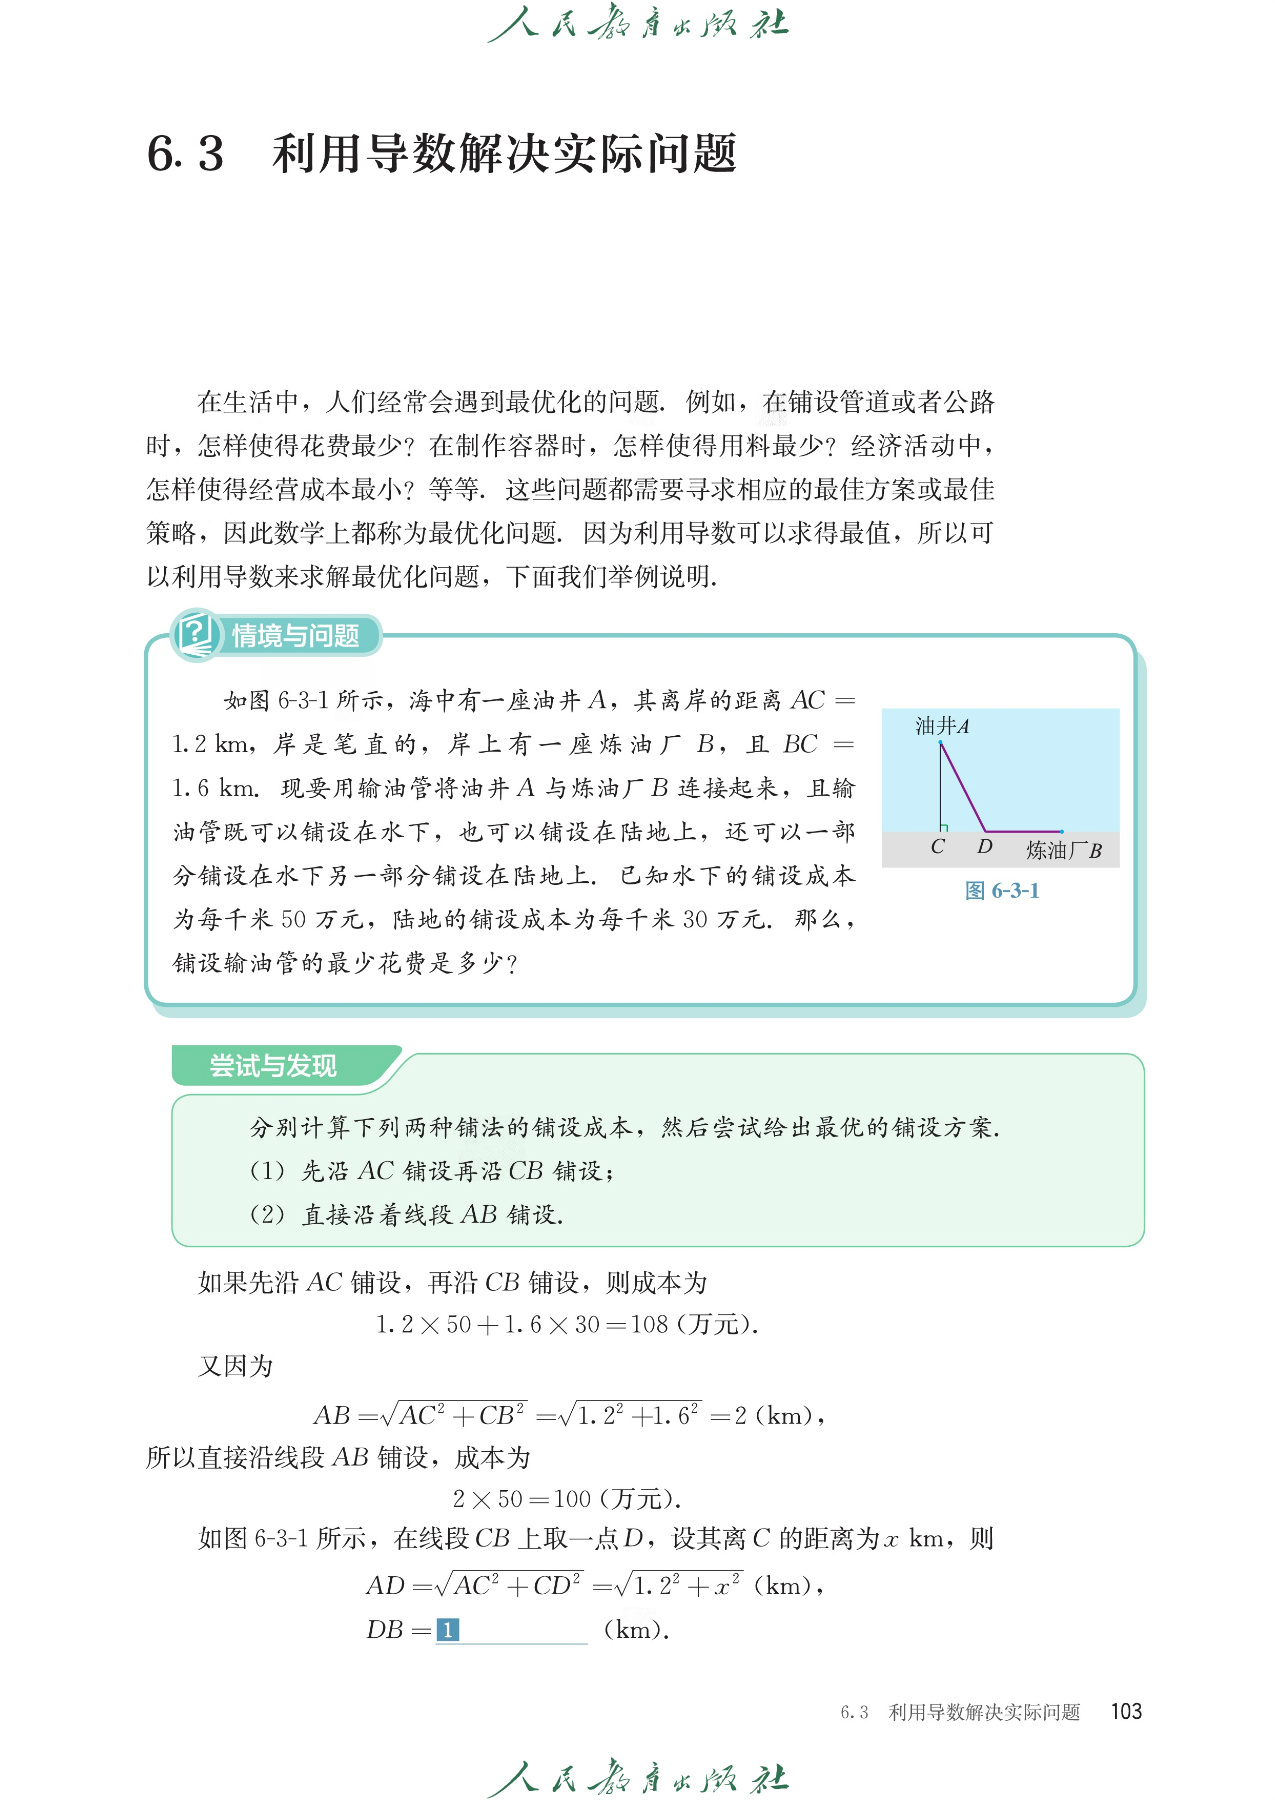 人民教育出版社
6.3 利用导数解决实际问题
在生活中，人们经常会遇到最优化的问题．例如，在铺设管道或者公路
时，怎样使得花费最少？在制作容器时，怎样使得用料最少？经济活动中，
怎样使得经营成本最小？等等．这些问题都需要寻求相应的最佳方案或最佳
策略，因此数学上都称为最优化问题．因为利用导数可以求得最值，所以可
以利用导数来求解最优化问题，下面我们举例说明．
情境与问题
如图 6-3-1 所示，海中有一座油井 A，其离岸的距离 AC =
1.2 km，岸是笔直的，岸上有一座炼油厂 B，且 BC =
1.6 km．现要用输油管将油井 A 与炼油厂 B 连接起来，且输
油管既可以铺设在水下，也可以铺设在陆地上，还可以一部
分铺设在水下另一部分铺设在陆地上．已知水下的铺设成本
为每千米 50 万元，陆地的铺设成本为每千米 30 万元．那么，
铺设输油管的最少花费是多少？
油井A
C D 炼油厂B
图 6-3-1
尝试与发现
分别计算下列两种铺法的铺设成本，然后尝试给出最优的铺设方案．
（1）先沿 AC 铺设再沿 CB 铺设；
（2）直接沿着线段 AB 铺设．
如果先沿 AC 铺设，再沿 CB 铺设，则成本为
1.2×50+1.6×30=108（万元）．
又因为
AB=√(AC²+CB²)=√(1.2²+1.6²)=2（km），
所以直接沿线段 AB 铺设，成本为
2×50=100（万元）．
如图 6-3-1 所示，在线段 CB 上取一点 D，设其离 C 的距离为 x km，则
AD=√(AC²+CD²)=√(1.2²+x²)（km），
DB= 1 （km）．
6.3 利用导数解决实际问题 103
人民教育出版社